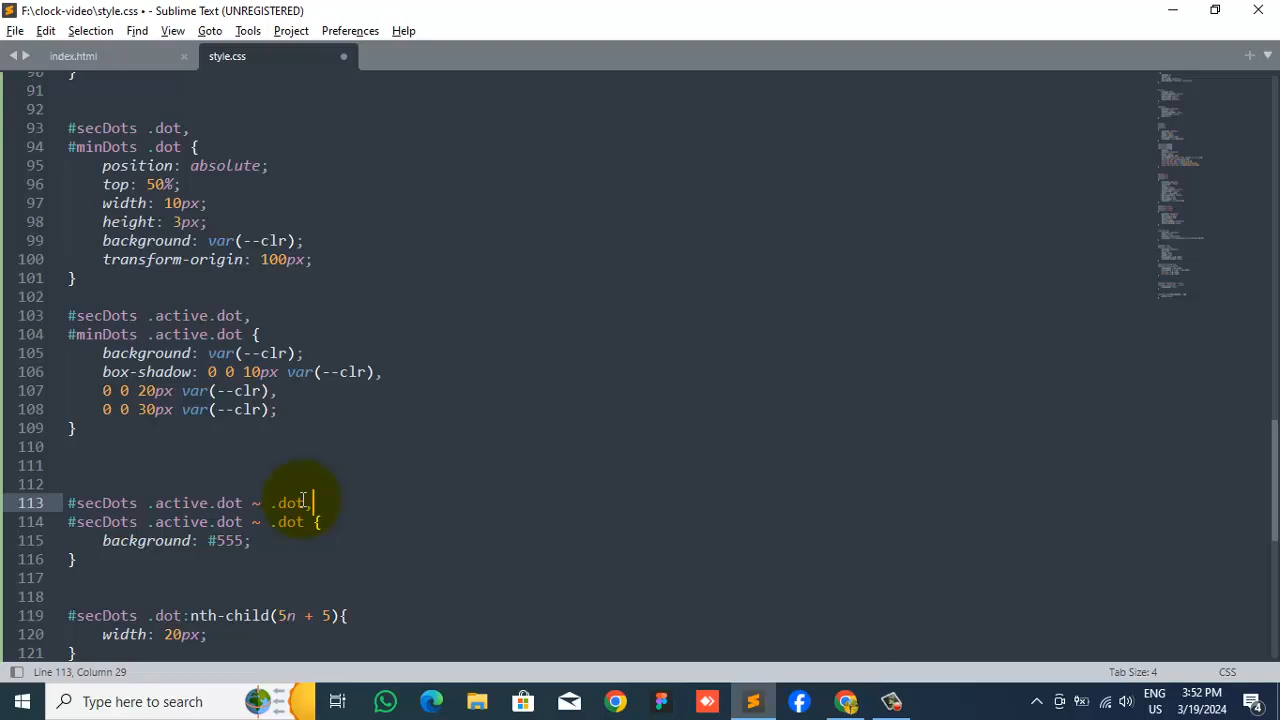 F:\clock-video\style.css • - Sublime Text (UNREGISTERED)
File Edit Selection Find View Goto Tools Project Preferences Help
index.html × style.css
96 }
91
92
93 #secDots .dot,
94 #minDots .dot {
95 position: absolute;
96 top: 50%;
97 width: 10px;
98 height: 3px;
99 background: var(--clr);
100 transform-origin: 100px;
101 }
102
103 #secDots .active.dot,
104 #minDots .active.dot {
105 background: var(--clr);
106 box-shadow: 0 0 10px var(--clr),
107 0 0 20px var(--clr),
108 0 0 30px var(--clr);
109 }
110
111
112
113 #secDots .active.dot ~ .dot,
114 #secDots .active.dot ~ .dot {
115 background: #555;
116 }
117
118
119 #secDots .dot:nth-child(5n + 5){
120 width: 20px;
121 }
Line 113, Column 29 Tab Size: 4 CSS
Type here to search
ENG
US
3:52 PM
3/19/2024
4